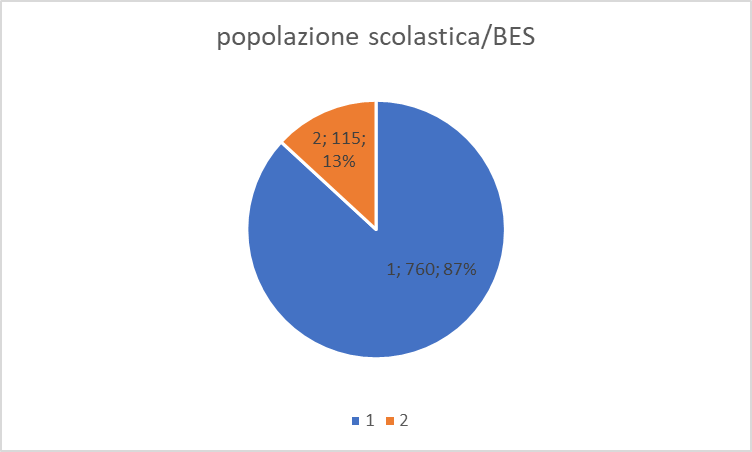 popolazione scolastica/BES
2; 115;
13%
1; 760; 87%
1 2